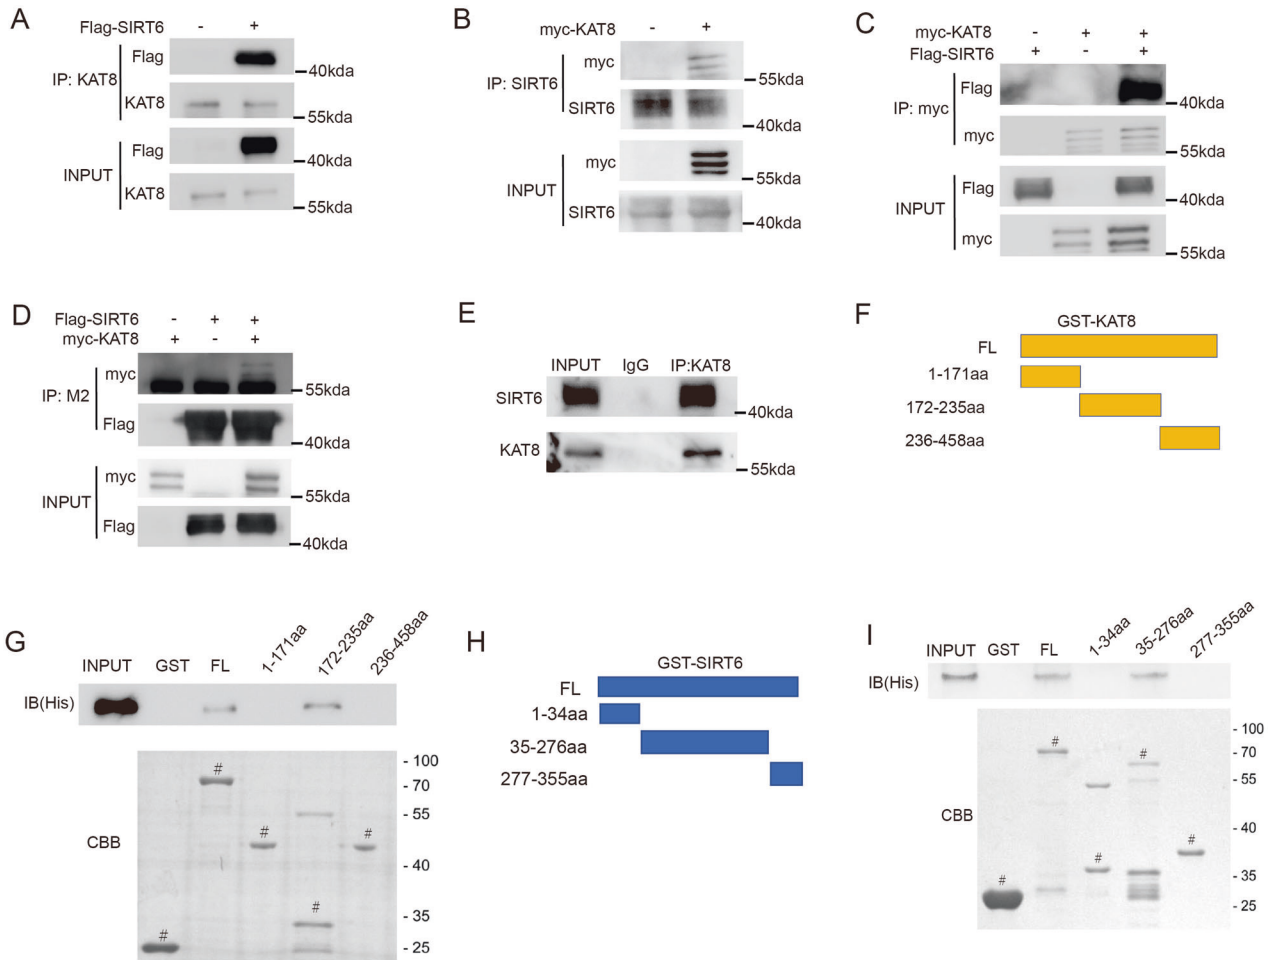 A
Flag-SIRT6 - +
IP: KAT8
Flag
40kda
KAT8
55kda
INPUT
Flag
40kda
KAT8
55kda
B
myc-KAT8 - +
IP: SIRT6
myc
55kda
SIRT6
40kda
INPUT
myc
55kda
SIRT6
40kda
C
myc-KAT8 - + +
Flag-SIRT6 + - +
IP: myc
Flag
40kda
myc
55kda
INPUT
Flag
40kda
myc
55kda
D
Flag-SIRT6 - + +
myc-KAT8 + - +
IP: M2
myc
55kda
Flag
40kda
INPUT
myc
55kda
Flag
40kda
E
INPUT IgG IP:KAT8
SIRT6
40kda
KAT8
55kda
F
GST-KAT8
FL
1-171aa
172-235aa
236-458aa
G
INPUT GST FL 1-171aa 172-235aa 236-458aa
IB(His)
CBB
# # # # #
- 100
- 70
- 55
- 40
- 35
- 25
H
GST-SIRT6
FL
1-34aa
35-276aa
277-355aa
I
INPUT GST FL 1-34aa 35-276aa 277-355aa
IB(His)
CBB
# # # # #
- 100
- 70
- 55
- 40
- 35
- 25